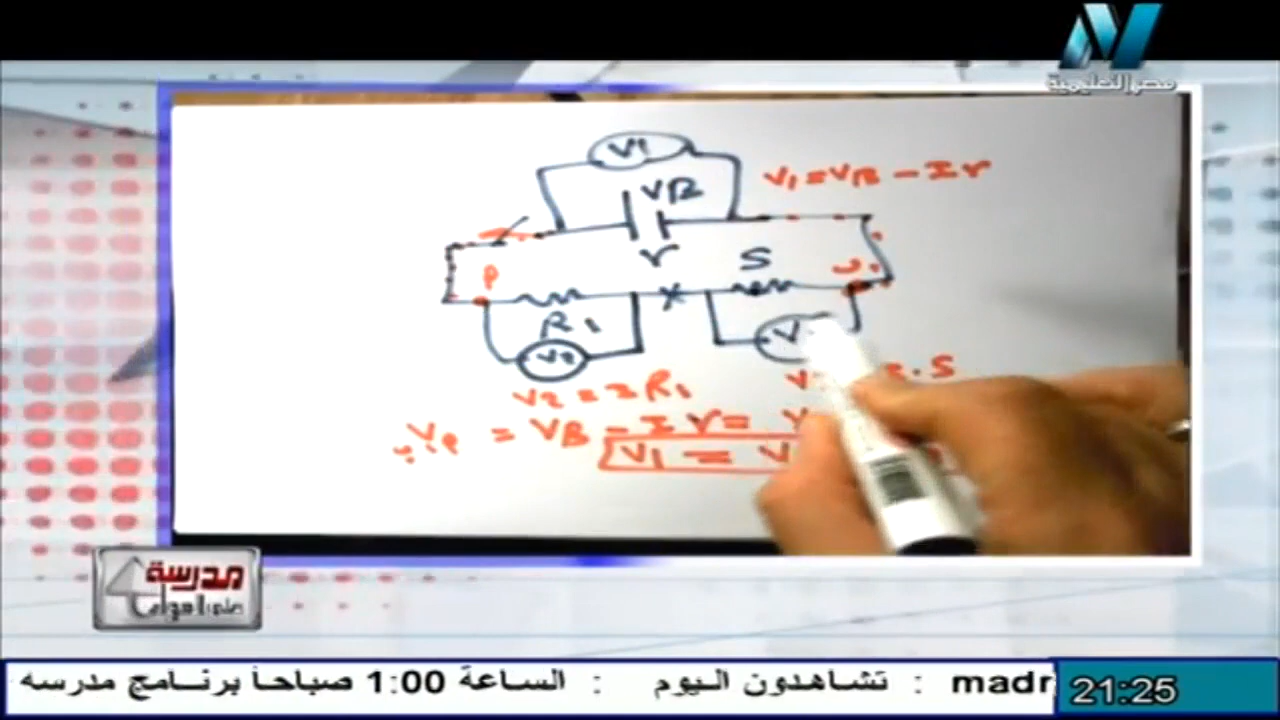 مصر التعليمية
V1
VB
V1 = VB - Ir
r
S
R1
V2
V2 = IR1
= VB - Ir =
V1 =
مدرسة
على الهواء
الساعة 1:00 صباحاً برنامج مدرسه : تشاهدون اليوم :
madr
21:25